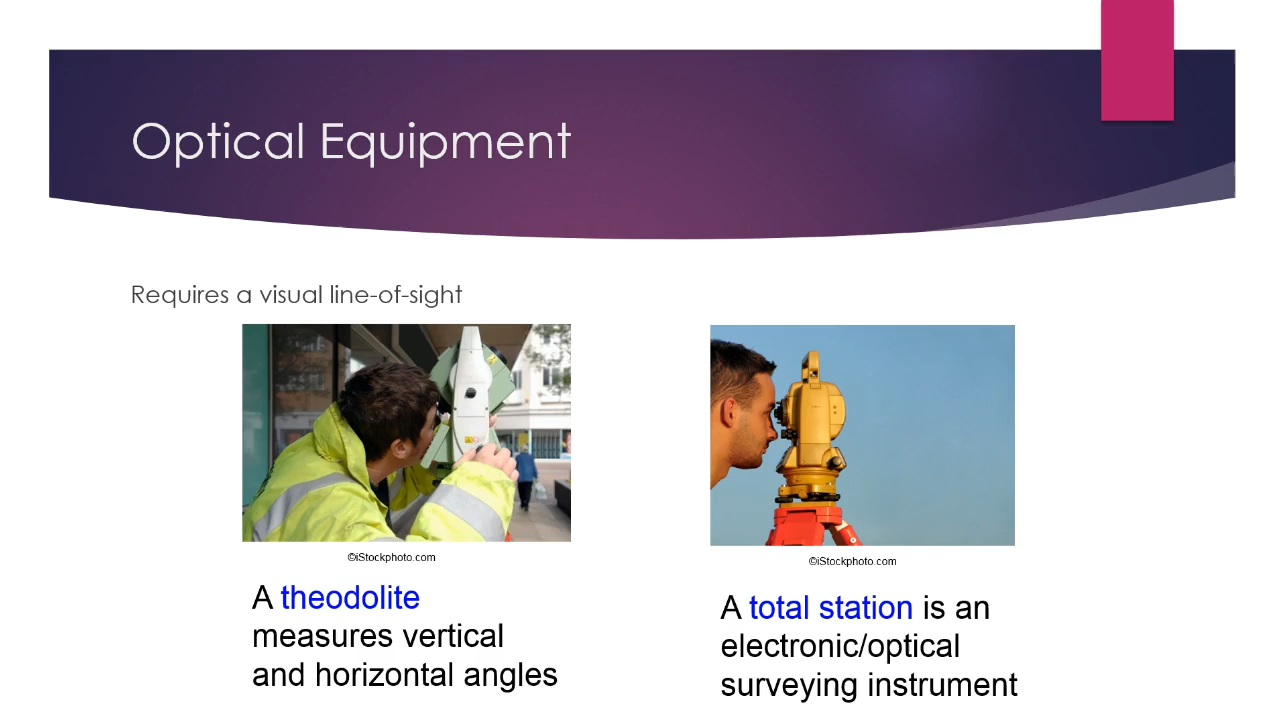 Optical Equipment
Requires a visual line-of-sight
©iStockphoto.com
A theodolite
measures vertical
and horizontal angles
©iStockphoto.com
A total station is an
electronic/optical
surveying instrument